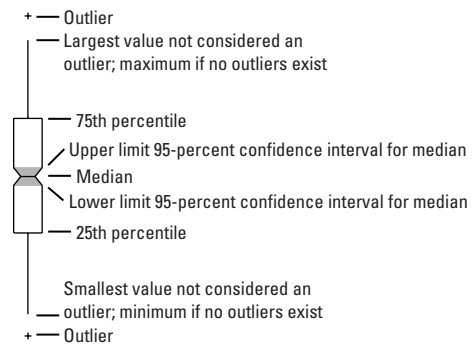 + Outlier
Largest value not considered an
outlier; maximum if no outliers exist
75th percentile
Upper limit 95-percent confidence interval for median
Median
Lower limit 95-percent confidence interval for median
25th percentile
Smallest value not considered an
outlier; minimum if no outliers exist
+ Outlier